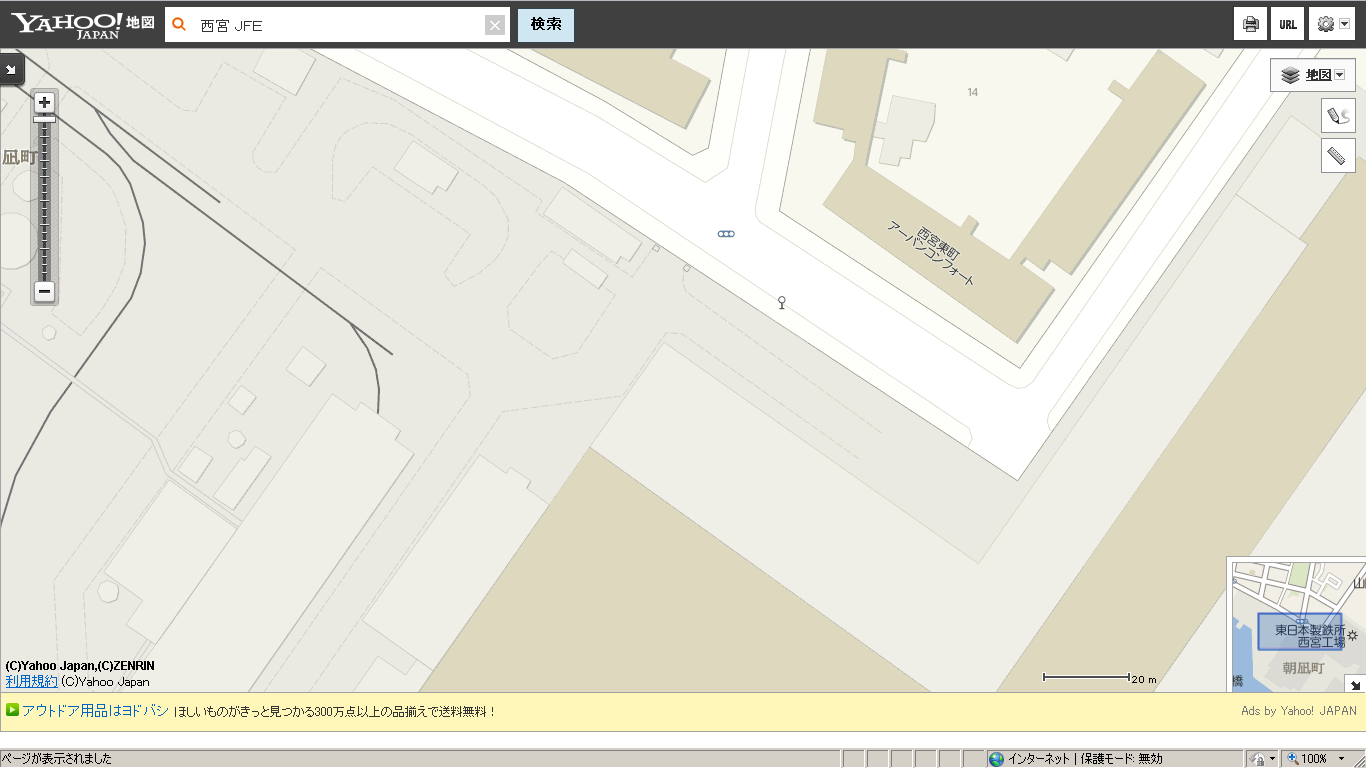 YAHOO! JAPAN 地図
西宮 JFE
検索
URL
地図
凪町
14
西宮東町
アーバンコンフォート
東日本製鉄所
西宮工場
朝凪町
山
橋
20 m
(C)Yahoo Japan,(C)ZENRIN
利用規約 (C)Yahoo Japan
アウトドア用品はヨドバシ ほしいものがきっと見つかる300万点以上の品揃えで送料無料！
Ads by Yahoo! JAPAN
ページが表示されました
インターネット | 保護モード: 無効
100%